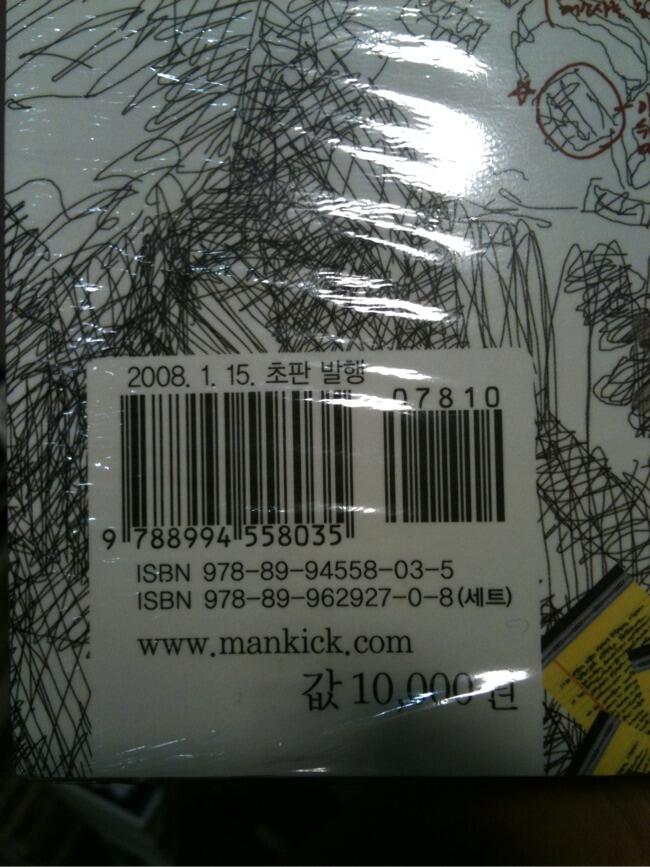 2008. 1. 15. 초판 발행
07810
9 788994 558035
ISBN 978-89-94558-03-5
ISBN 978-89-962927-0-8(세트)
www.mankick.com
값 10,000 원